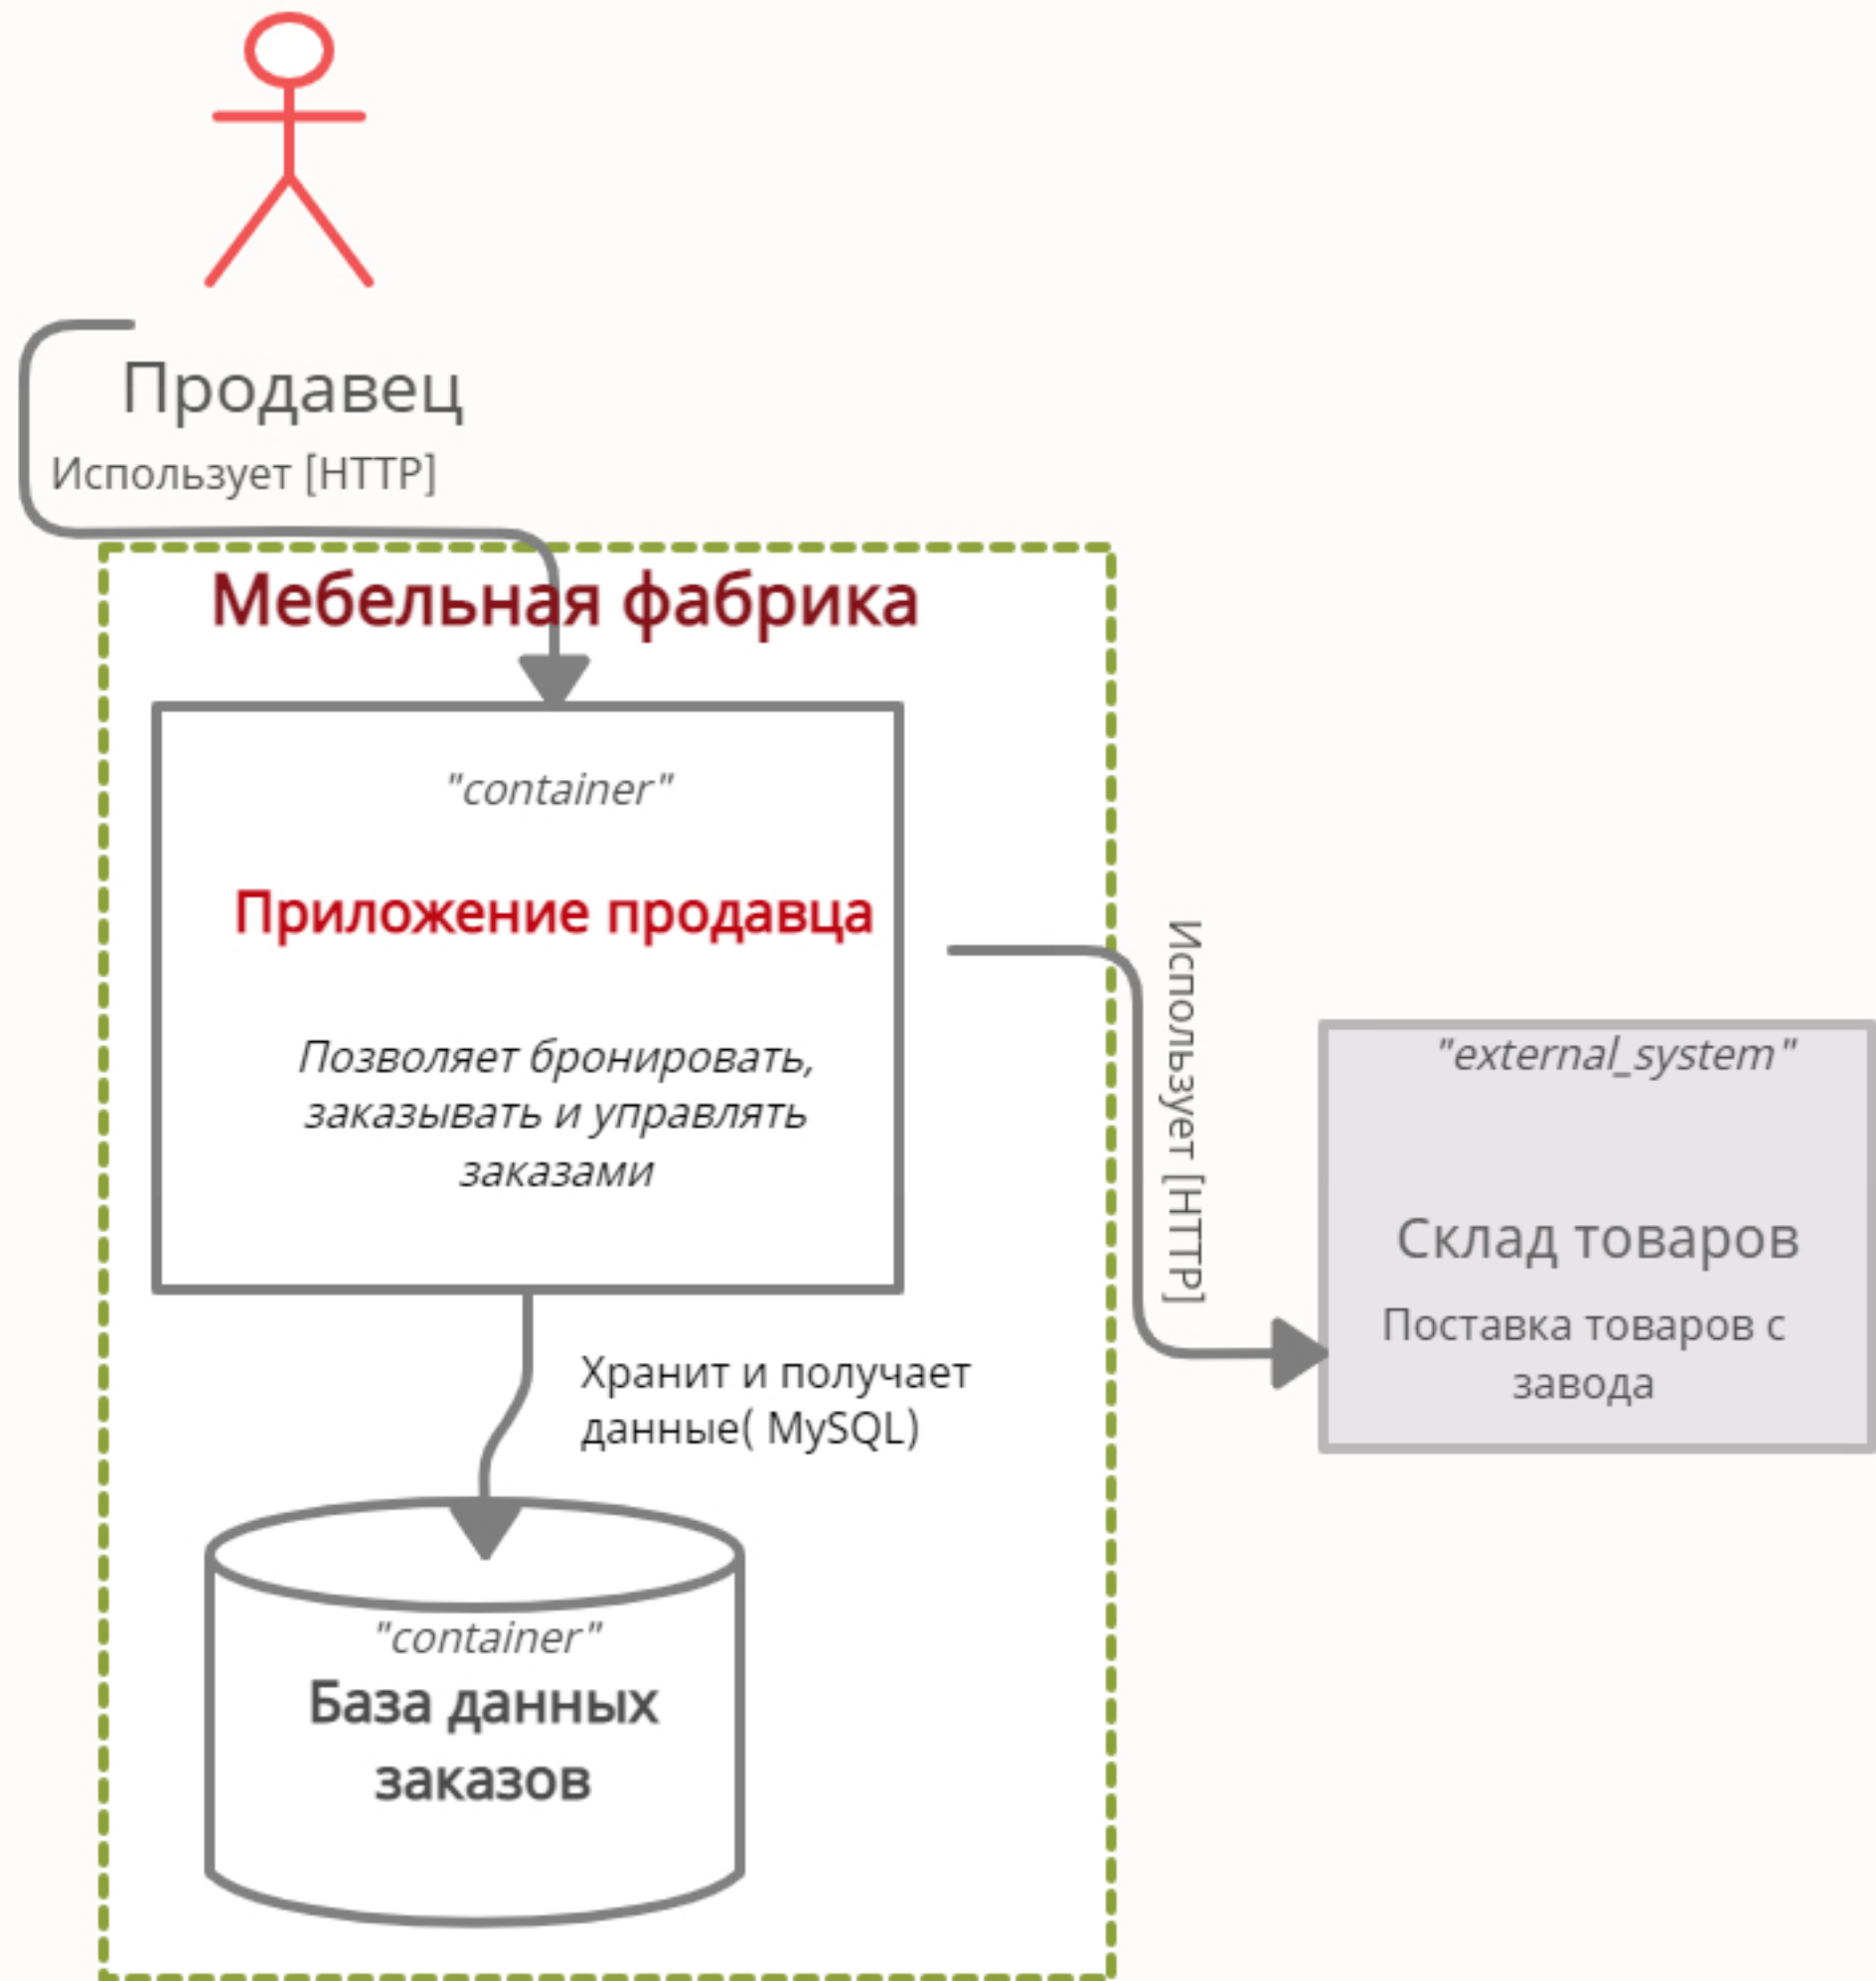 Продавец
Использует [HTTP]
Мебельная фабрика
"container"
Приложение продавца
Позволяет бронировать,
заказывать и управлять
заказами
Использует [HTTP]
"external_system"
Склад товаров
Поставка товаров с
завода
Хранит и получает
данные( MySQL)
"container"
База данных
заказов